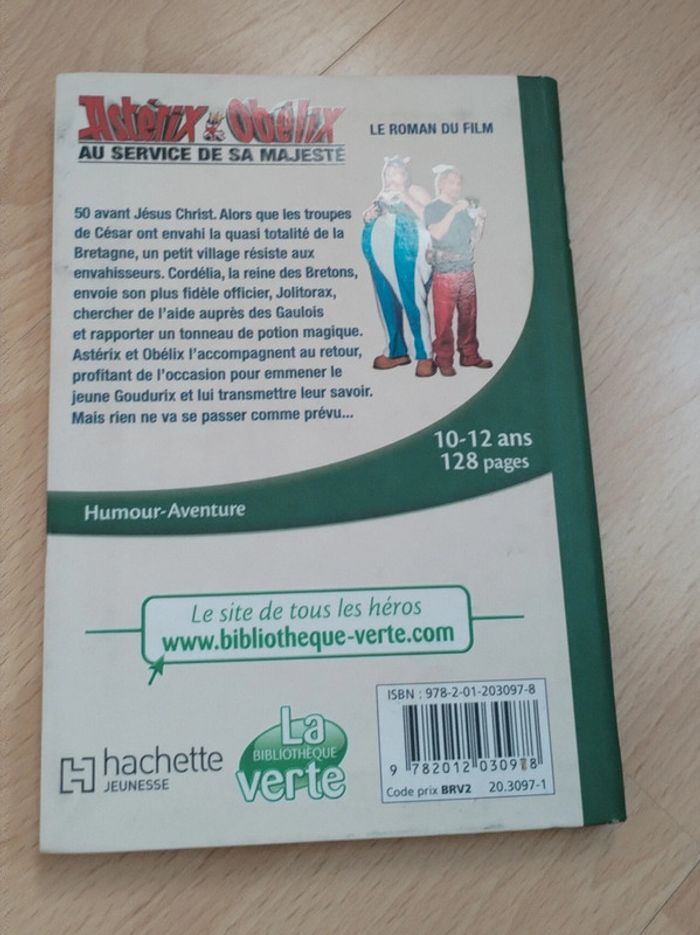 Astérix & Obélix
AU SERVICE DE SA MAJESTÉ
LE ROMAN DU FILM
50 avant Jésus Christ. Alors que les troupes
de César ont envahi la quasi totalité de la
Bretagne, un petit village résiste aux
envahisseurs. Cordélia, la reine des Bretons,
envoie son plus fidèle officier, Jolitorax,
chercher de l'aide auprès des Gaulois
et rapporter un tonneau de potion magique.
Astérix et Obélix l'accompagnent au retour,
profitant de l'occasion pour emmener le
jeune Goudurix et lui transmettre leur savoir.
Mais rien ne va se passer comme prévu...
10-12 ans
128 pages
Humour-Aventure
Le site de tous les héros
www.bibliotheque-verte.com
hachette
JEUNESSE
La
BIBLIOTHÈQUE
verte
ISBN : 978-2-01-203097-8
9 782012 030978
Code prix BRV2 20.3097-1